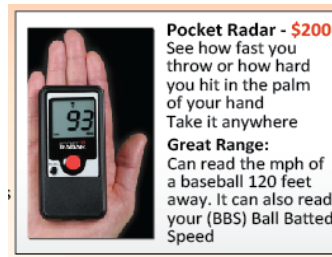 Pocket Radar - $200
See how fast you
throw or how hard
you hit in the palm
of your hand
Take it anywhere
Great Range:
Can read the mph of
a baseball 120 feet
away. It can also read
your (BBS) Ball Batted
Speed
93